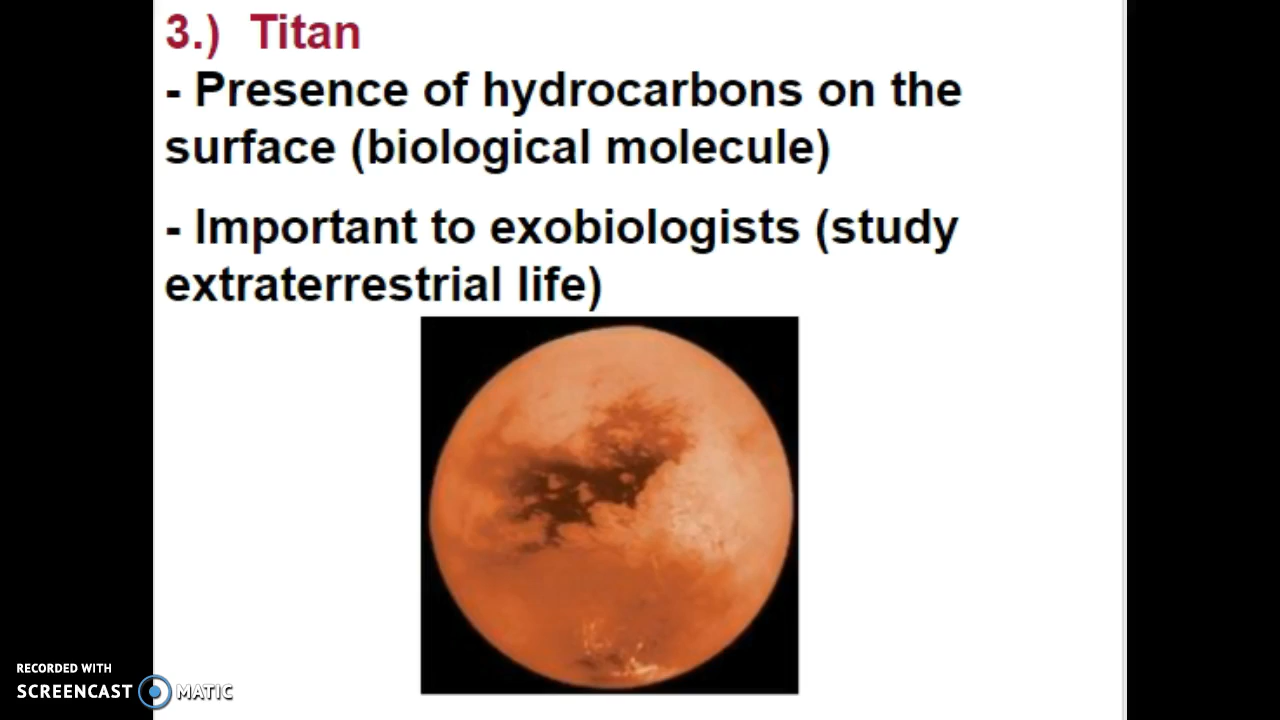 3.) Titan
- Presence of hydrocarbons on the
surface (biological molecule)
- Important to exobiologists (study
extraterrestrial life)
RECORDED WITH
SCREENCAST MATIC